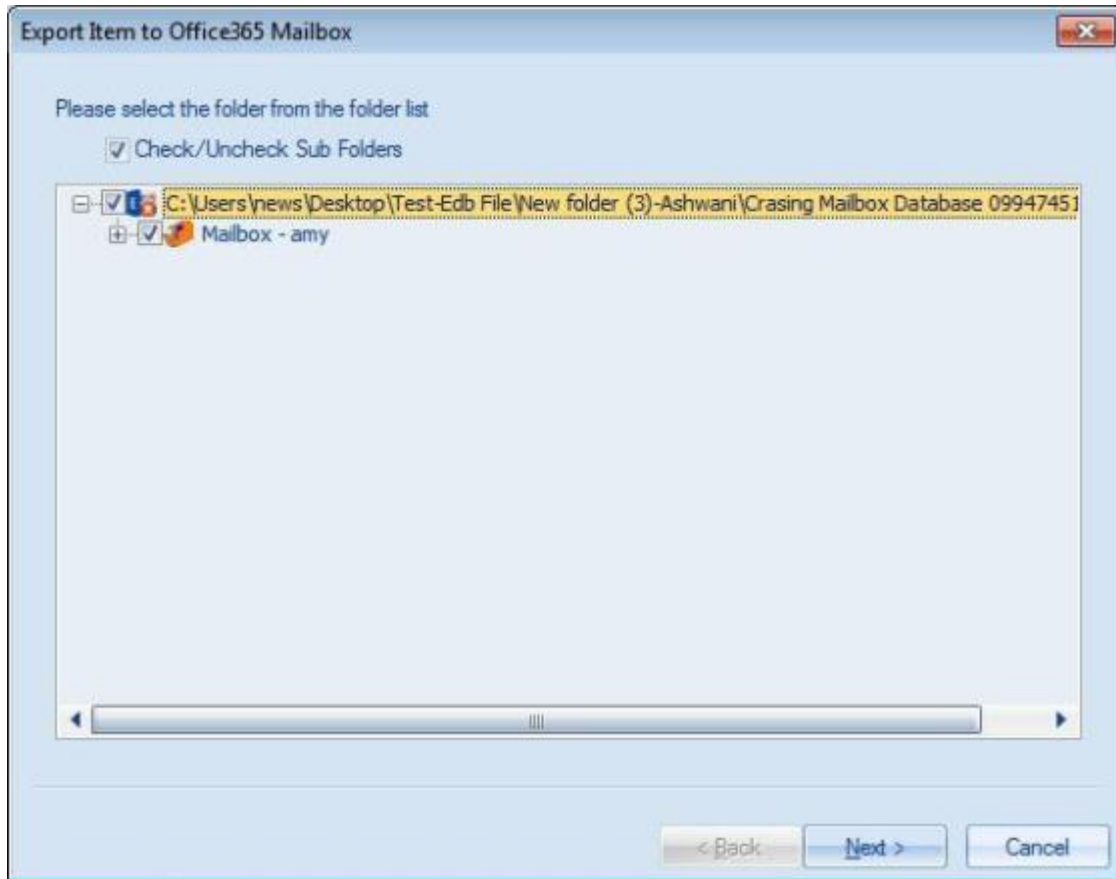 Export Item to Office365 Mailbox
Please select the folder from the folder list
Check/Uncheck Sub Folders
C:\Users\news\Desktop\Test-Edb File\New folder (3)-Ashwani\Crasing Mailbox Database 09947451
Mailbox - amy
< Back
Next >
Cancel